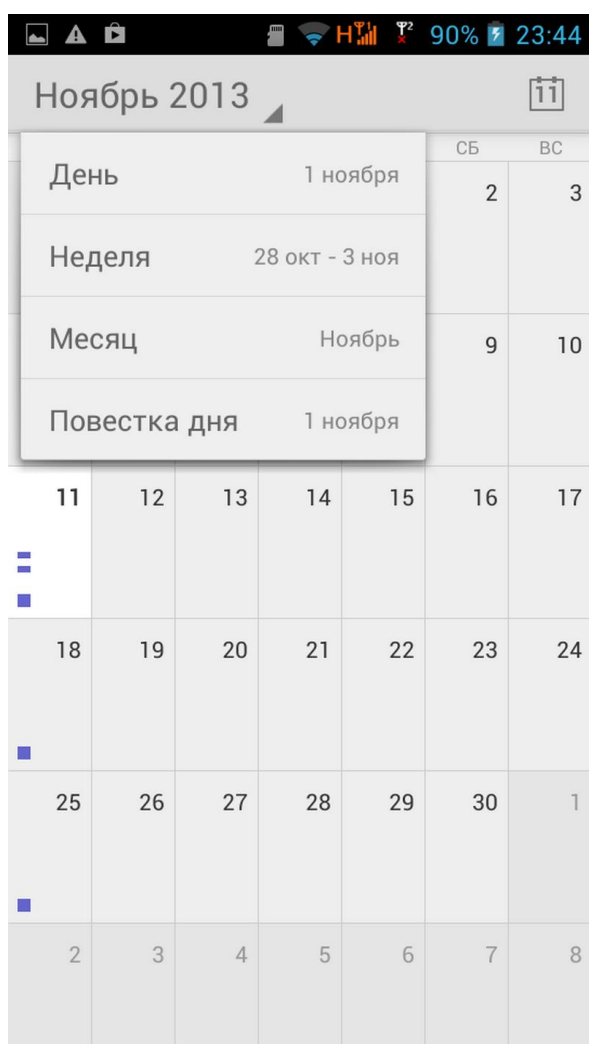 H 2 90% 23:44
Ноябрь 2013 11
СБ ВС
День 1 ноября
2 3
Неделя 28 окт - 3 ноя
Месяц Ноябрь
9 10
Повестка дня 1 ноября
11 12 13 14 15 16 17
18 19 20 21 22 23 24
25 26 27 28 29 30 1
2 3 4 5 6 7 8